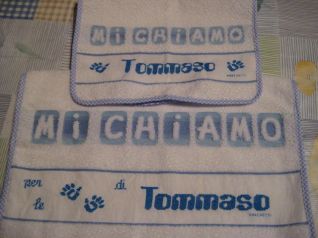 Mi CHiAMO
Tommaso
Mi CHiAMO
per di
le Tommaso